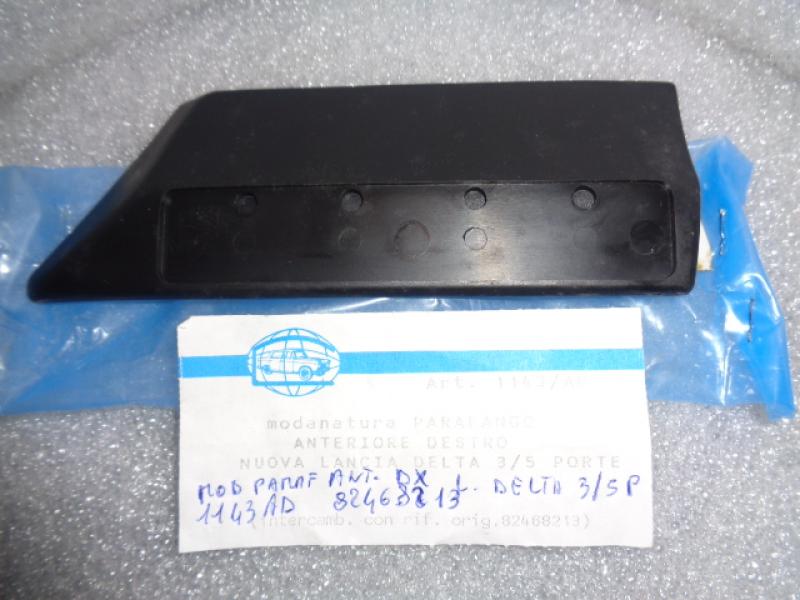 Art. 1143/AD
modanatura PARAFANGO
ANTERIORE DESTRO
NUOVA LANCIA DELTA 3/5 PORTE
MOD PARAF ANT. DX L. DELTA 3/5P
1143AD 82468213
(intercamb. con rif. orig.82468213)